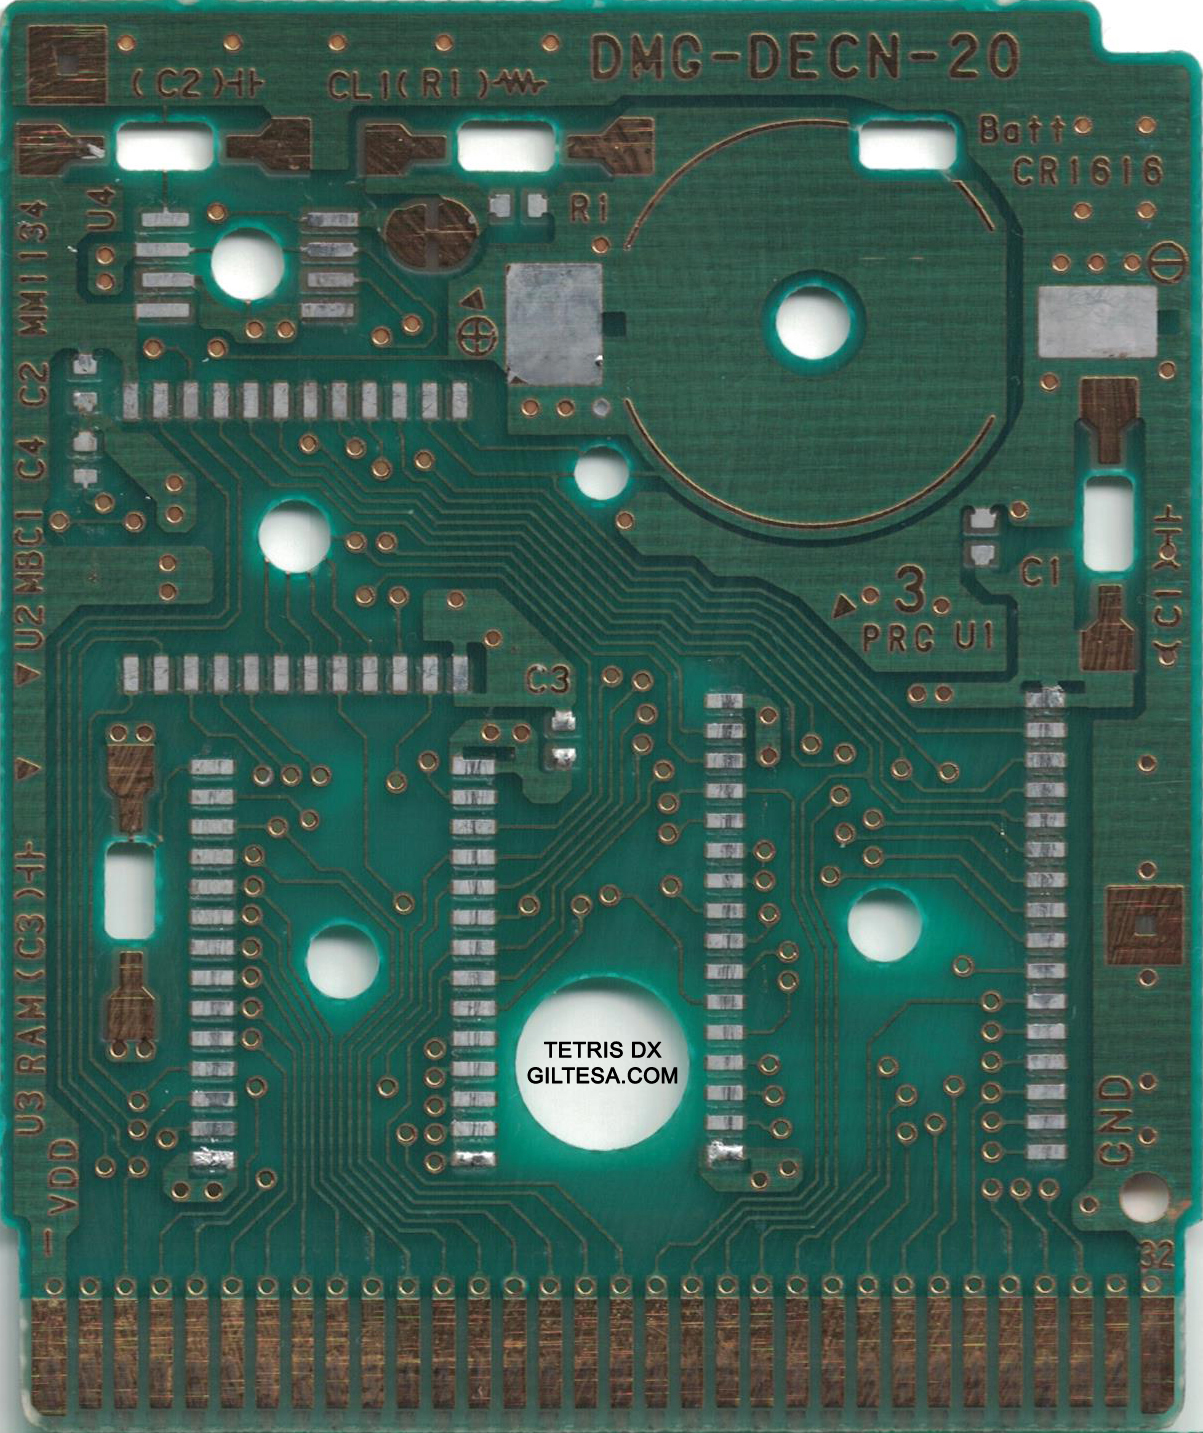 DMG-DECN-20
(C2)
CL1(R1)
Batt
CR1616
U4
R1
MM1134
C2
C4
MBC1
U2
C1
(C1)
3
PRG U1
C3
U3 RAM(C3)
TETRIS DX
GILTESA.COM
GND
VDD
1
32